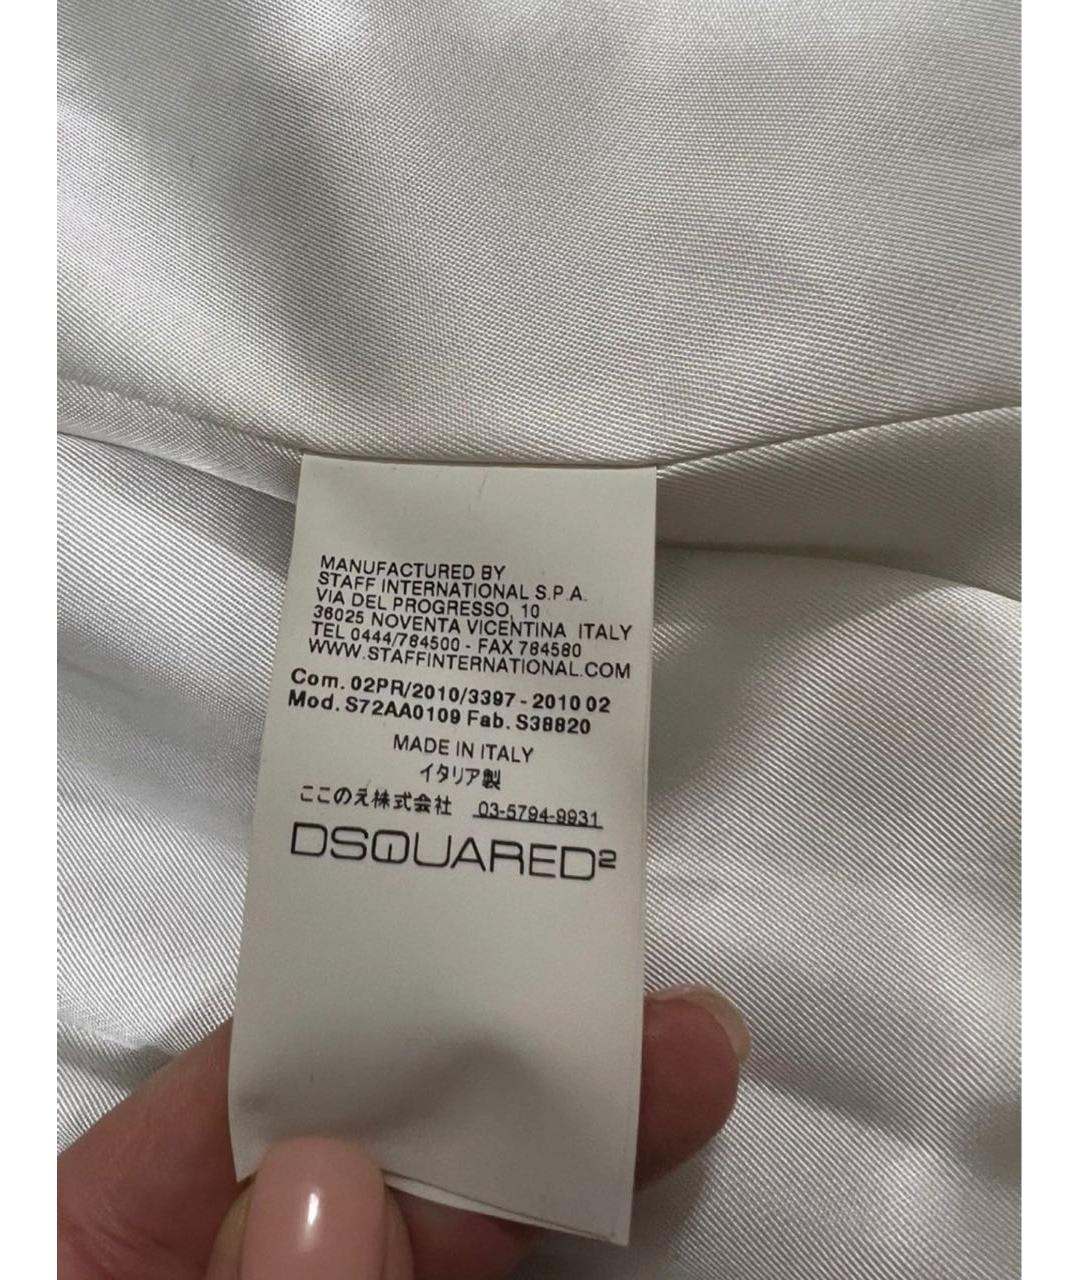 MANUFACTURED BY
STAFF INTERNATIONAL S.P.A.
VIA DEL PROGRESSO, 10
36025 NOVENTA VICENTINA ITALY
TEL 0444/784500 - FAX 784580
WWW.STAFFINTERNATIONAL.COM
Com. 02PR/2010/3397 - 2010 02
Mod. S72AA0109 Fab. S38820
MADE IN ITALY
イタリア製
ここのえ株式会社 03-5794-9931
DSQUARED2